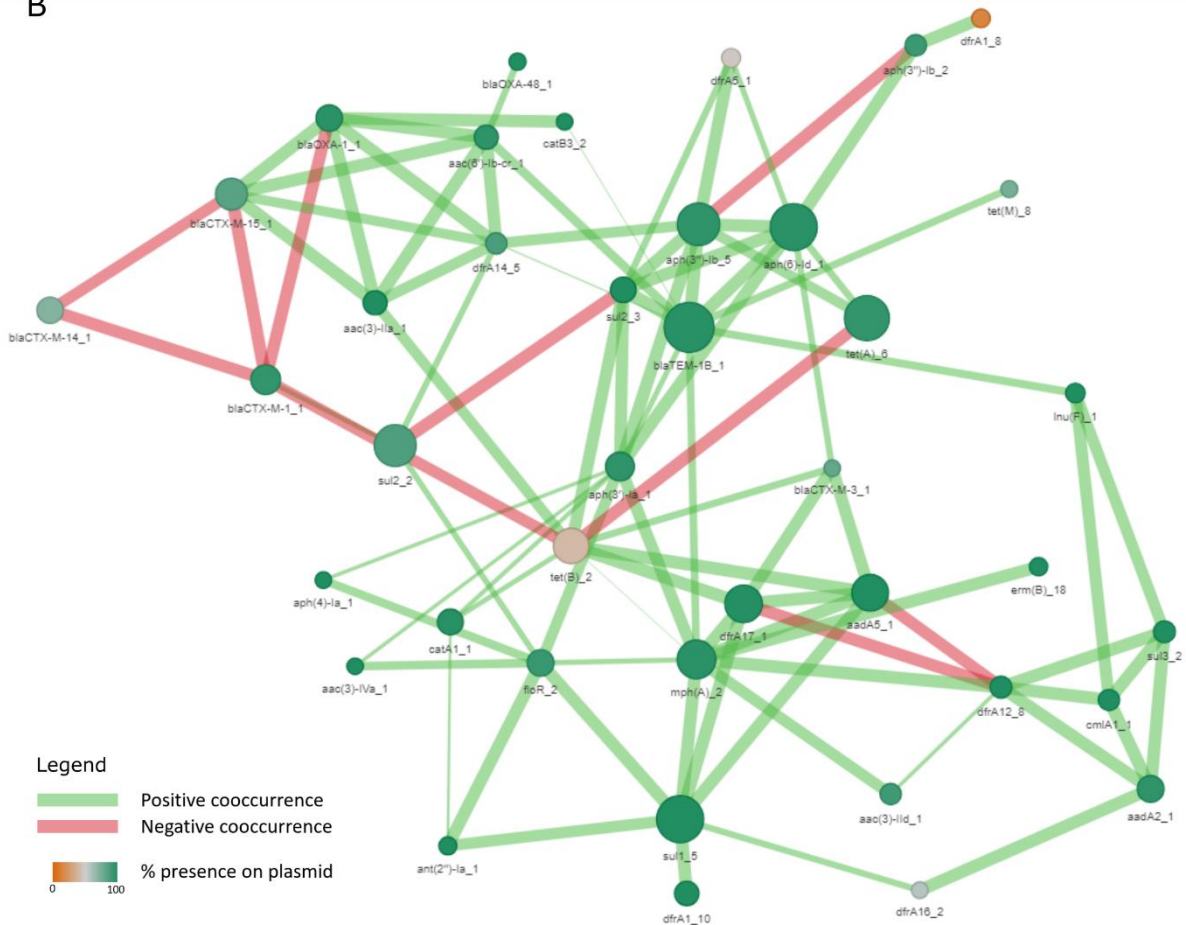 B
dfrA1_8
aph(3'')-Ib_2
dfrA5_1
blaOXA-48_1
blaOXA-1_1
catB3_2
aac(6')-Ib-cr_1
tet(M)_8
blaCTX-M-15_1
aph(3'')-Ib_5
aph(6)-Id_1
dfrA14_5
sul2_3
aac(3)-IIa_1
blaCTX-M-14_1
blaTEM-1B_1
tet(A)_6
blaCTX-M-1_1
lnu(F)_1
sul2_2
aph(3')-Ia_1
blaCTX-M-3_1
tet(B)_2
aph(4)-Ia_1
erm(B)_18
dfrA17_1
aadA5_1
catA1_1
sul3_2
aac(3)-IVa_1
floR_2
mph(A)_2
dfrA12_8
cmlA1_1
aac(3)-IId_1
aadA2_1
sul1_5
ant(2'')-Ia_1
dfrA16_2
dfrA1_10
Legend
Positive cooccurrence
Negative cooccurrence
% presence on plasmid
0 100